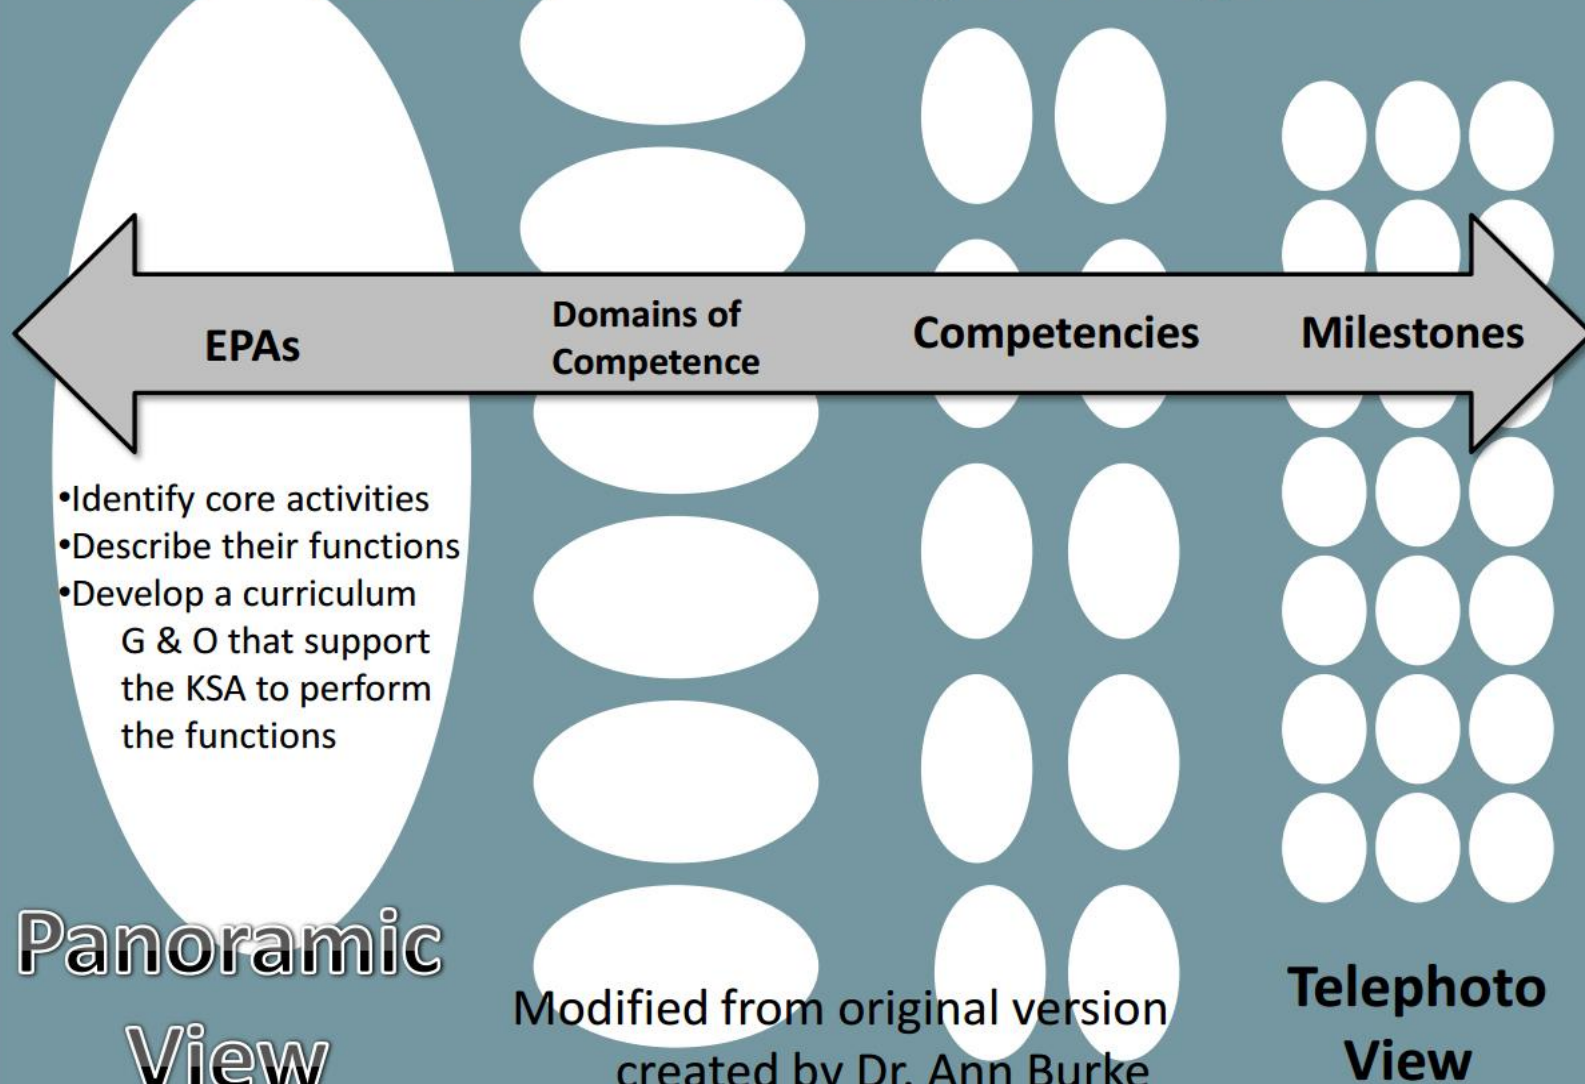 EPAs
Domains of
Competence
Competencies
Milestones
•Identify core activities
•Describe their functions
•Develop a curriculum
G & O that support
the KSA to perform
the functions
Panoramic
View
Modified from original version
created by Dr. Ann Burke
Telephoto
View